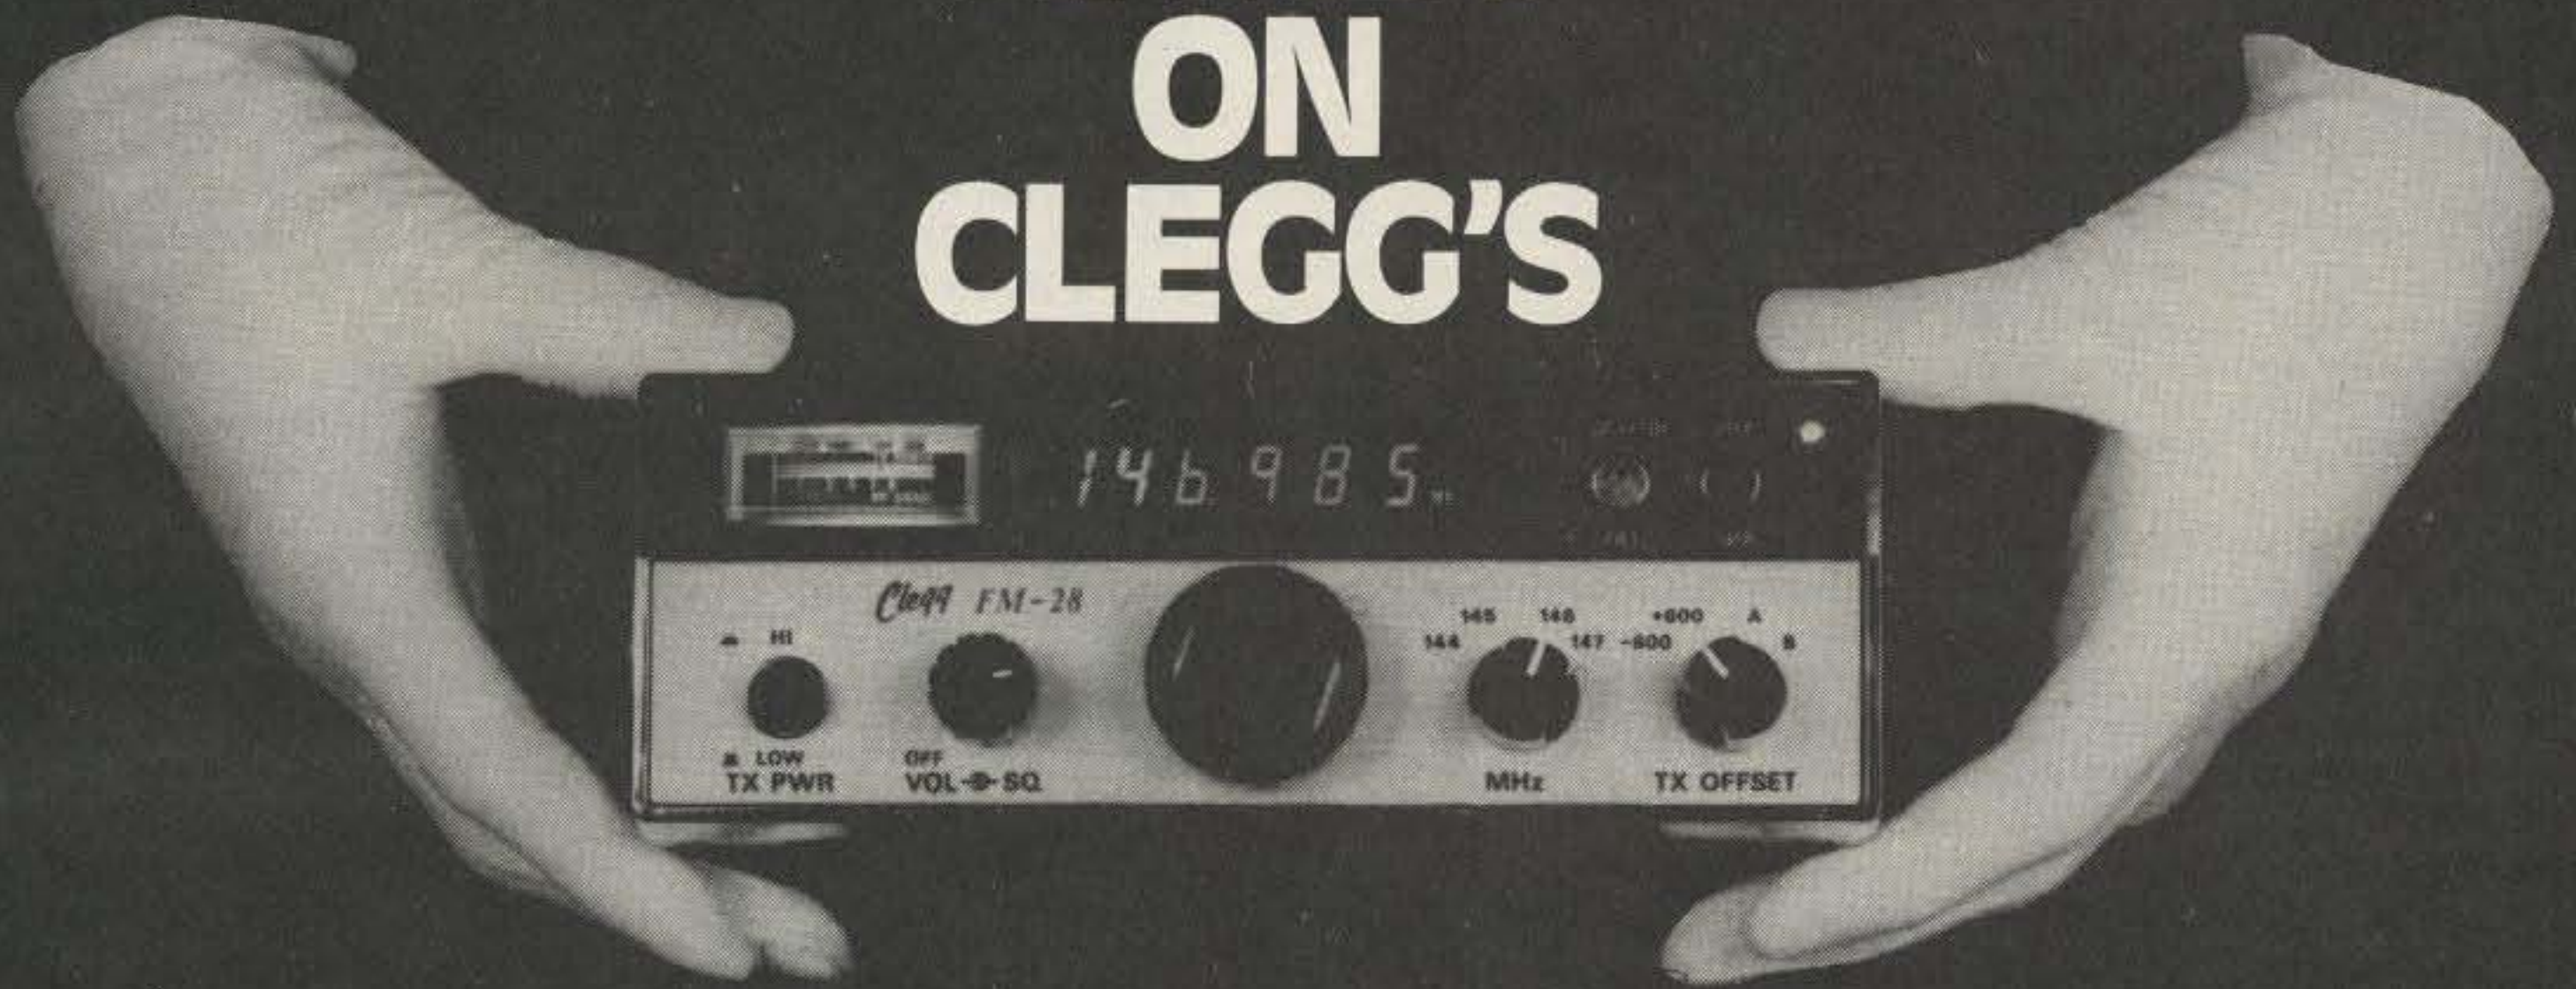 ON
CLEGG'S
146.985
Clegg FM-28
HI
LOW
TX PWR
OFF
VOL SQ
144 145 146 147
MHz
-600 +600 A B
TX OFFSET